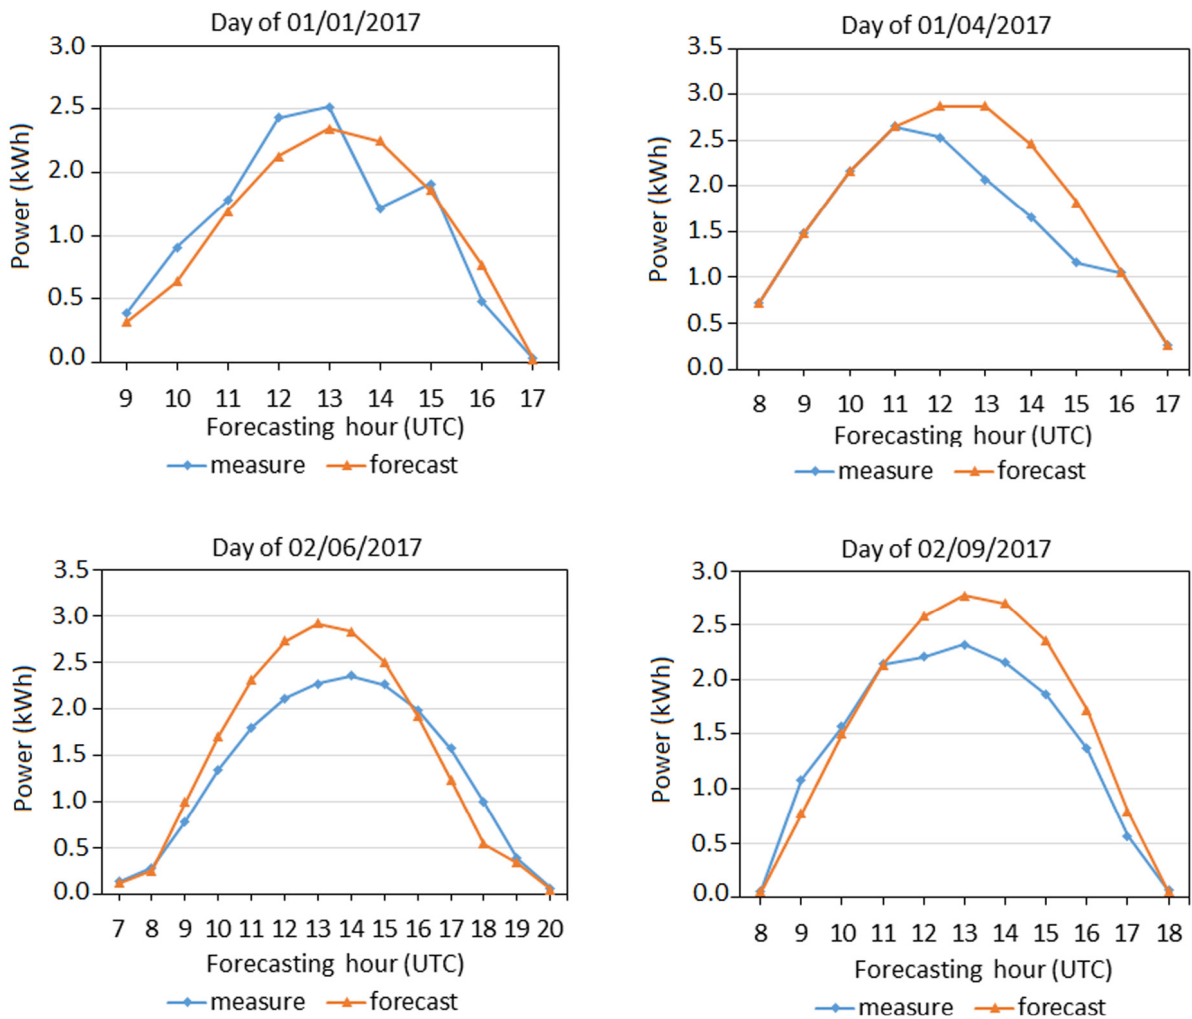 Day of 01/01/2017
3.0
2.5
2.0
1.0
0.5
0.0
Power (kWh)
9 10 11 12 13 14 15 16 17
Forecasting hour (UTC)
measure forecast
Day of 01/04/2017
3.5
3.0
2.5
2.0
1.5
1.0
0.5
0.0
Power (kWh)
8 9 10 11 12 13 14 15 16 17
Forecasting hour (UTC)
measure forecast
Day of 02/06/2017
3.5
3.0
2.5
2.0
1.5
1.0
0.5
0.0
Power (kWh)
7 8 9 10 11 12 13 14 15 16 17 18 19 20
Forecasting hour (UTC)
measure forecast
Day of 02/09/2017
3.0
2.5
2.0
1.5
1.0
0.5
0.0
Power (kWh)
8 9 10 11 12 13 14 15 16 17 18
Forecasting hour (UTC)
measure forecast